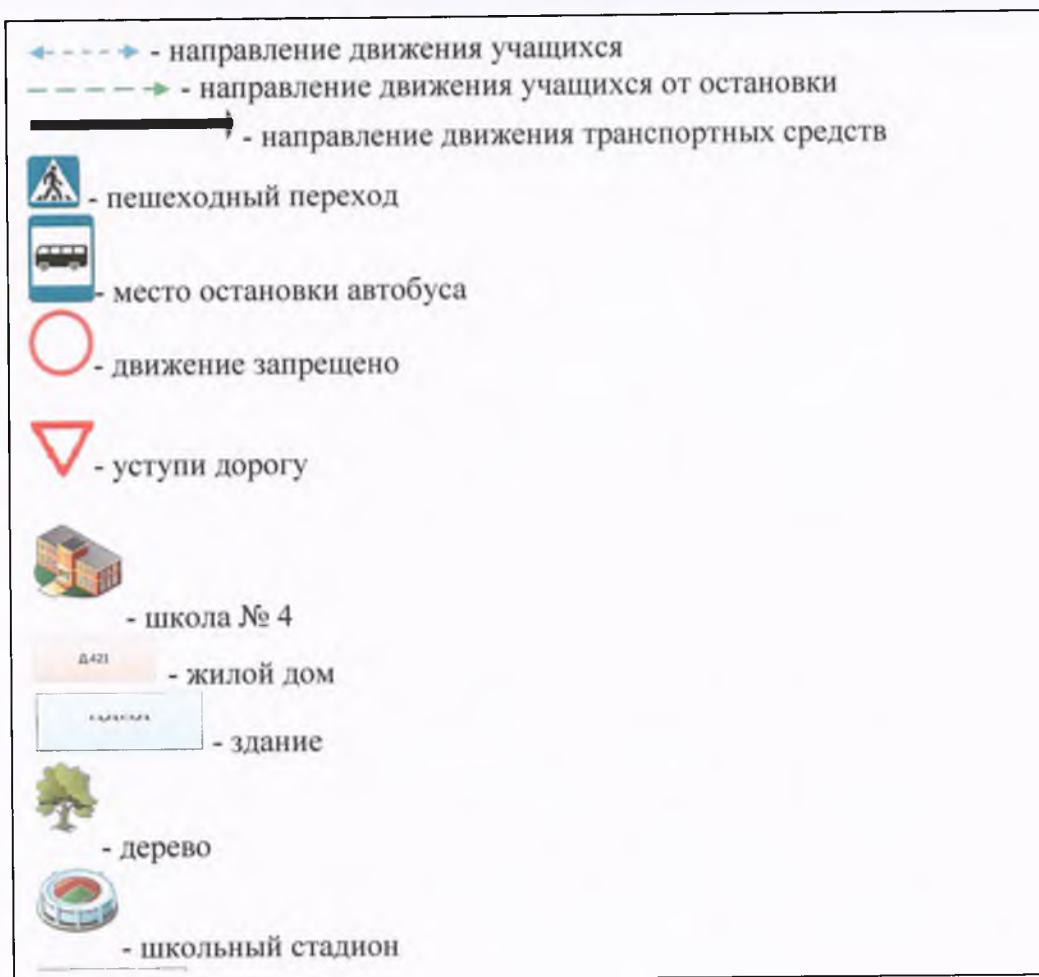 - направление движения учащихся
- направление движения учащихся от остановки
- направление движения транспортных средств
- пешеходный переход
- место остановки автобуса
- движение запрещено
- уступи дорогу
- школа № 4
Д.421 - жилой дом
- здание
- дерево
- школьный стадион